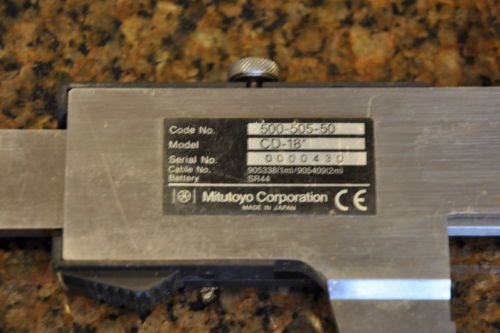 Code No. 500-505-50
Model CD-18"
Serial No. 0000430
Cable No. 905338(1m)/905409(2m)
Battery SR44
Mitutoyo Corporation CE
MADE IN JAPAN